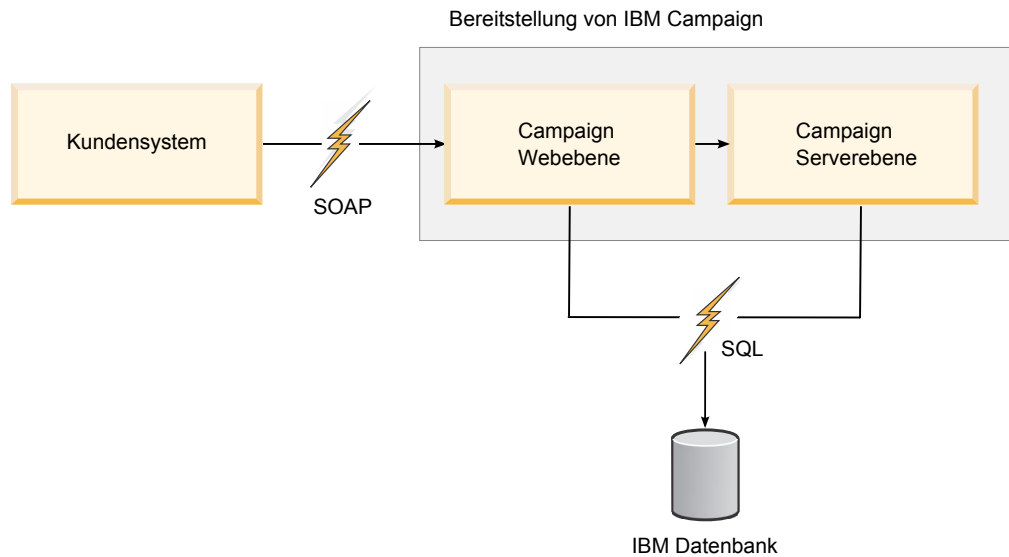 Bereitstellung von IBM Campaign
Kundensystem
SOAP
Campaign
Webebene
Campaign
Serverebene
SQL
IBM Datenbank